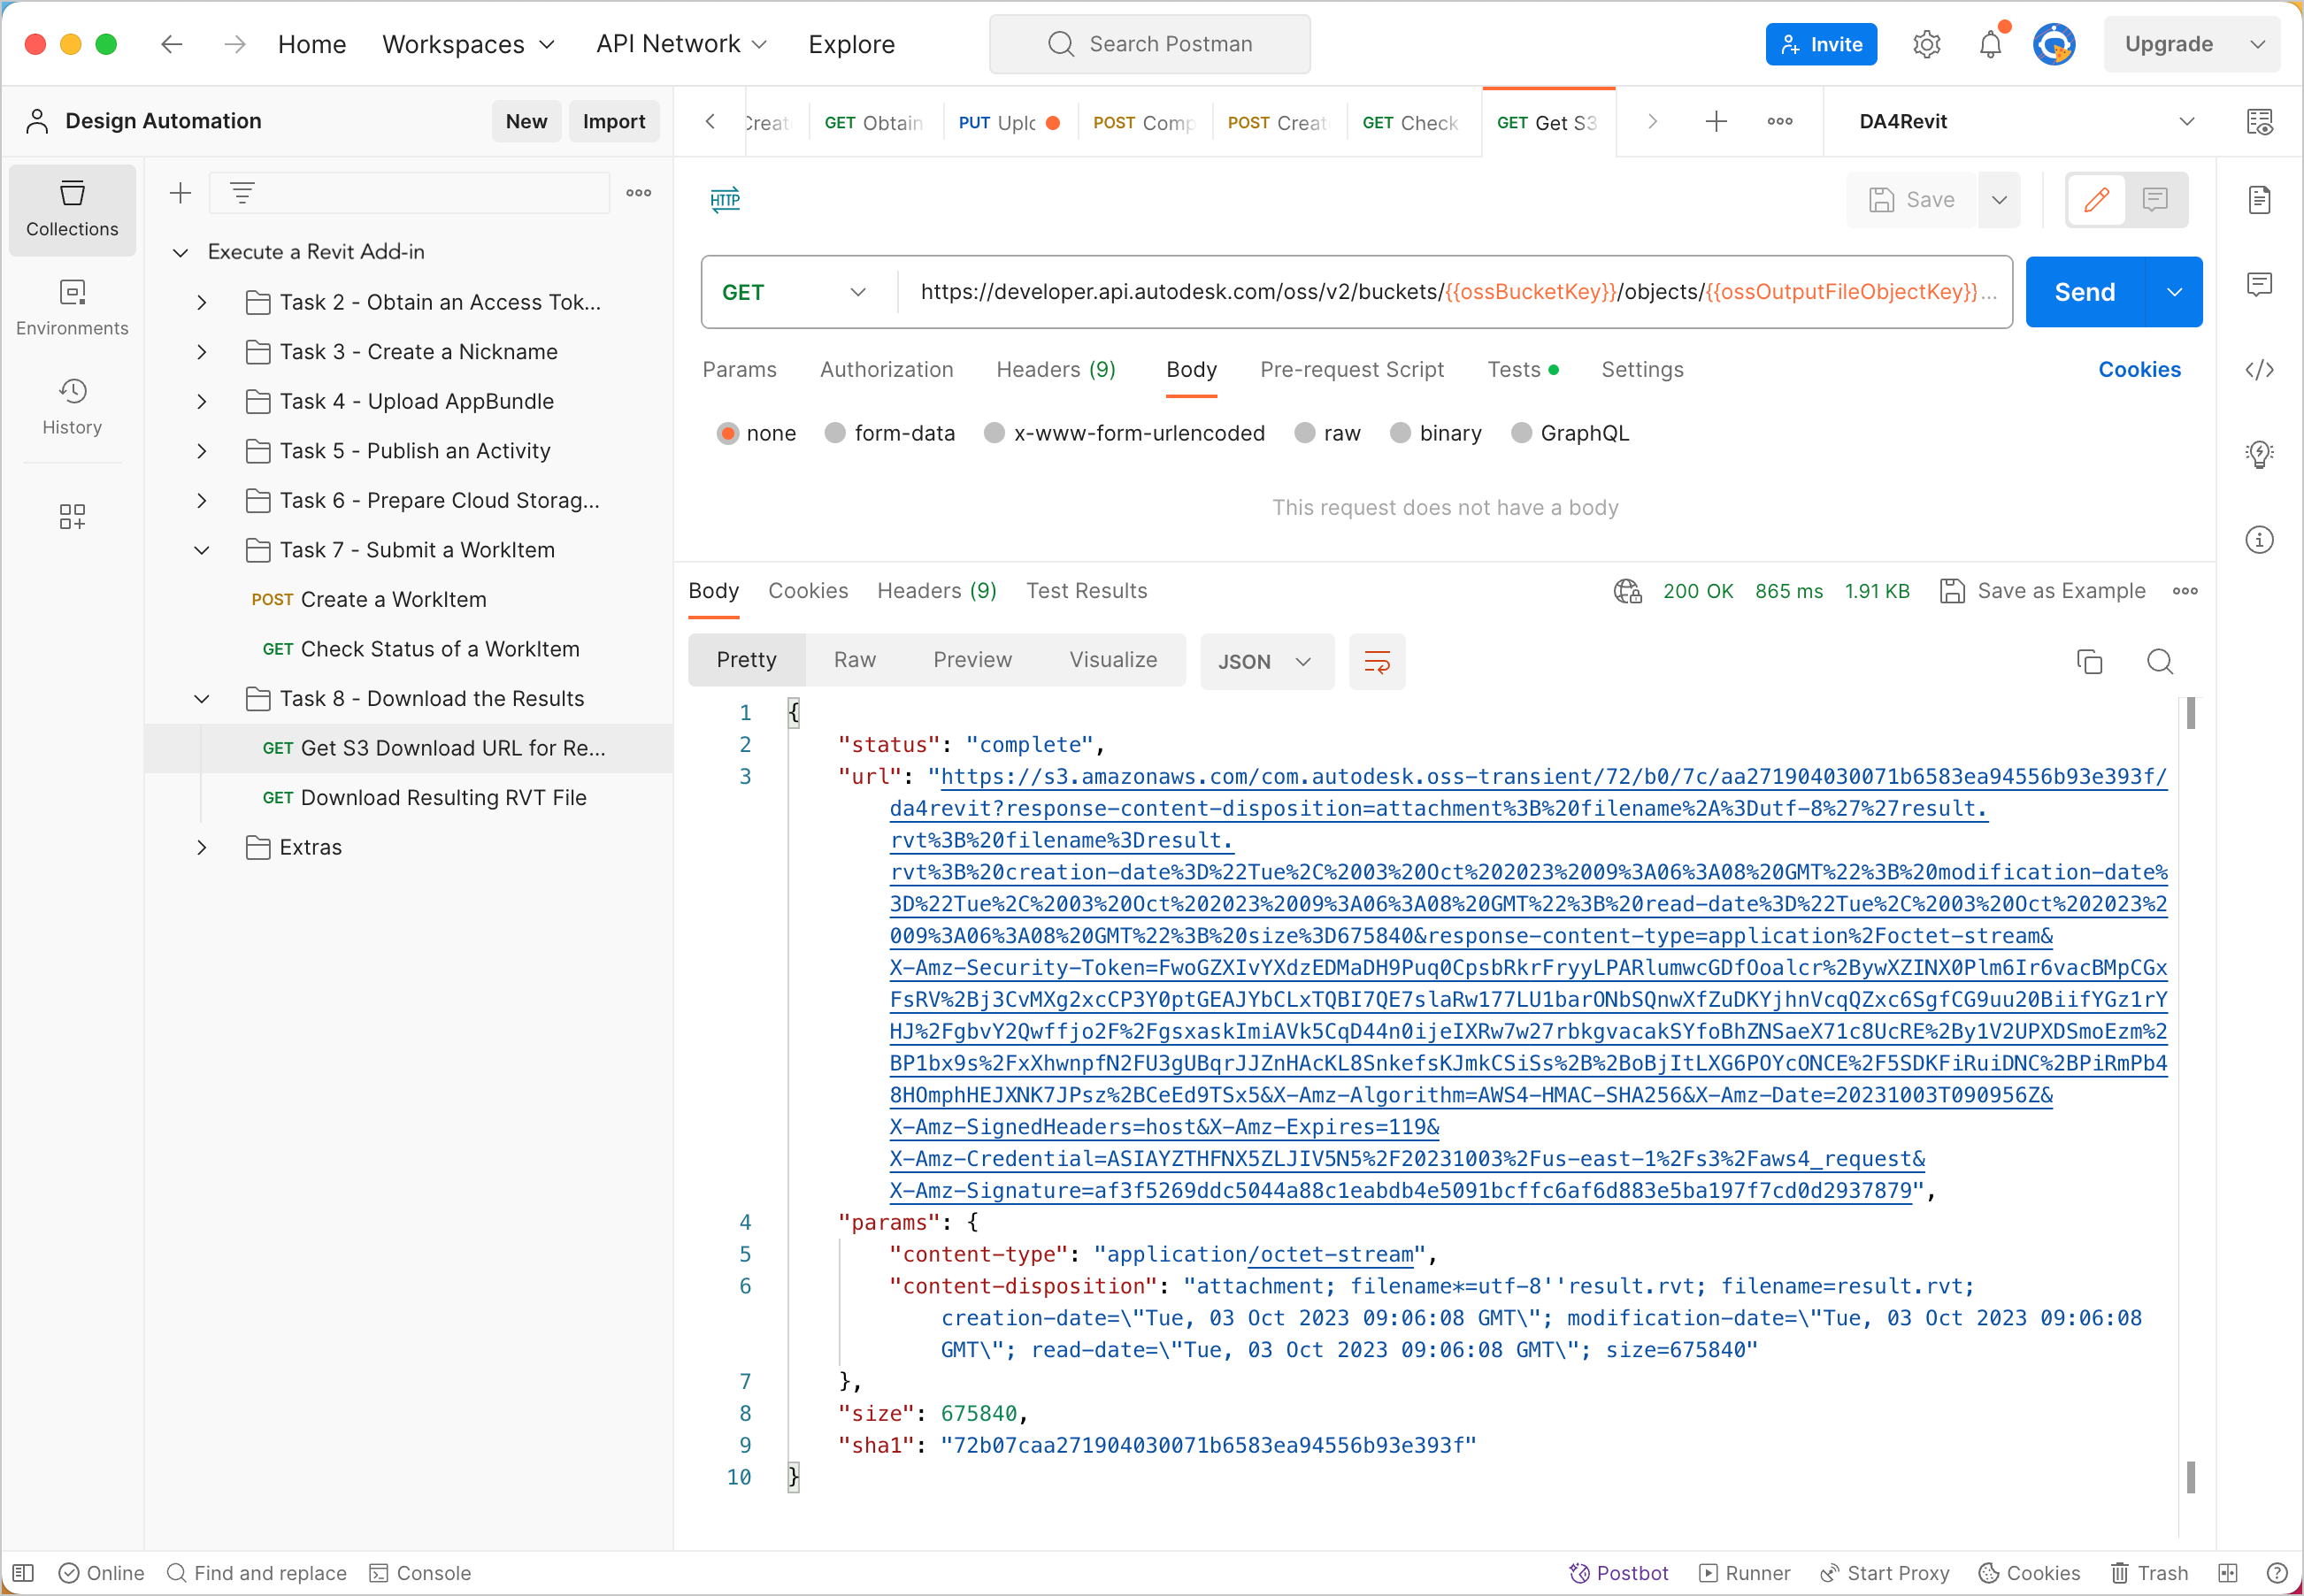 Home Workspaces API Network Explore Search Postman Invite Upgrade
Design Automation New Import
GET Obtain PUT POST Comp POST GET Check GET Get S3 DA4Revit
Collections
Environments
History
Execute a Revit Add-in
Task 2 - Obtain an Access Tok...
Task 3 - Create a Nickname
Task 4 - Upload AppBundle
Task 5 - Publish an Activity
Task 6 - Prepare Cloud Storag...
Task 7 - Submit a WorkItem
POST Create a WorkItem
GET Check Status of a WorkItem
Task 8 - Download the Results
GET Get S3 Download URL for Re...
GET Download Resulting RVT File
Extras
HTTP Save
GET https://developer.api.autodesk.com/oss/v2/buckets/{{ossBucketKey}}/objects/{{ossOutputFileObjectKey}}... Send
Params Authorization Headers (9) Body Pre-request Script Tests Settings Cookies
none form-data x-www-form-urlencoded raw binary GraphQL
This request does not have a body
Body Cookies Headers (9) Test Results 200 OK 865 ms 1.91 KB Save as Example
Pretty Raw Preview Visualize JSON
1 {
2 "status": "complete",
3 "url": "https://s3.amazonaws.com/com.autodesk.oss-transient/72/b0/7c/aa271904030071b6583ea94556b93e393f/
da4revit?response-content-disposition=attachment%3B%20filename%2A%3Dutf-8%27%27result.
rvt%3B%20filename%3Dresult.
rvt%3B%20creation-date%3D%22Tue%2C%2003%20Oct%202023%2009%3A06%3A08%20GMT%22%3B%20modification-date%
3D%22Tue%2C%2003%20Oct%202023%2009%3A06%3A08%20GMT%22%3B%20read-date%3D%22Tue%2C%2003%20Oct%202023%2
009%3A06%3A08%20GMT%22%3B%20size%3D675840&response-content-type=application%2Foctet-stream&
X-Amz-Security-Token=FwoGZXIvYXdzEDMaDH9Puq0CpsbRkrFryyLPARlumwcGDfOoalcr%2BywXZINX0Plm6Ir6vacBMpCGx
FsRV%2Bj3CvMXg2xcCP3Y0ptGEAJYbCLxTQBI7QE7slaRw177LU1barONbSQnwXfZuDKYjhnVcqQZxc6SgfCG9uu20BiifYGz1rY
HJ%2FgbvY2Qwffjo2F%2FgsxaskImiAVk5CqD44n0ijeIXRw7w27rbkgvacakSYfoBhZNSaeX71c8UcRE%2By1V2UPXDSmoEzm%2
BP1bx9s%2FxXhwnpfN2FU3gUBqrJJZnHAcKL8SnkefsKJmkCSiSs%2B%2BoBjItLXG6POYcONCE%2F5SDKFiRuiDNC%2BPiRmPb4
8HOmphHEJXNK7JPsz%2BCeEd9TSx5&X-Amz-Algorithm=AWS4-HMAC-SHA256&X-Amz-Date=20231003T090956Z&
X-Amz-SignedHeaders=host&X-Amz-Expires=119&
X-Amz-Credential=ASIAYZTHFNX5ZLJIV5N5%2F20231003%2Fus-east-1%2Fs3%2Faws4_request&
X-Amz-Signature=af3f5269ddc5044a88c1eabdb4e5091bcffc6af6d883e5ba197f7cd0d2937879",
4 "params": {
5 "content-type": "application/octet-stream",
6 "content-disposition": "attachment; filename*=utf-8''result.rvt; filename=result.rvt;
creation-date=\"Tue, 03 Oct 2023 09:06:08 GMT\"; modification-date=\"Tue, 03 Oct 2023 09:06:08
GMT\"; read-date=\"Tue, 03 Oct 2023 09:06:08 GMT\"; size=675840"
7 },
8 "size": 675840,
9 "sha1": "72b07caa271904030071b6583ea94556b93e393f"
10 }
Online Find and replace Console Postbot Runner Start Proxy Cookies Trash